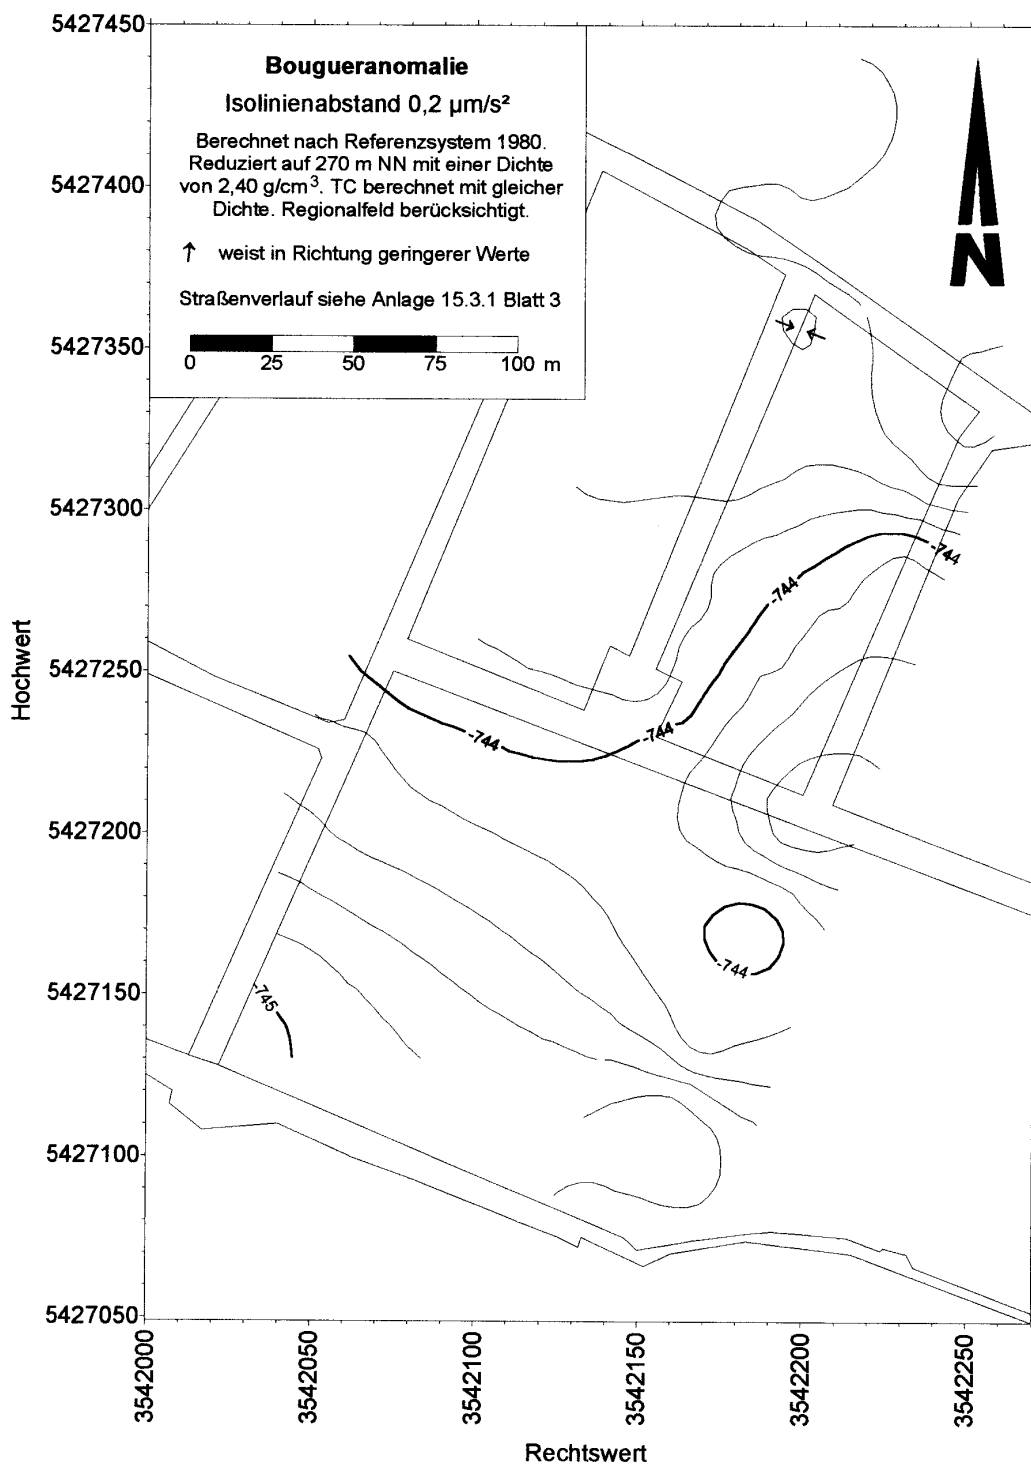 Bougueranomalie
Isolinienabstand 0,2 µm/s²
Berechnet nach Referenzsystem 1980.
Reduziert auf 270 m NN mit einer Dichte
von 2,40 g/cm³. TC berechnet mit gleicher
Dichte. Regionalfeld berücksichtigt.
↑ weist in Richtung geringerer Werte
Straßenverlauf siehe Anlage 15.3.1 Blatt 3
0 25 50 75 100 m
N
5427450
5427400
5427350
5427300
5427250
5427200
5427150
5427100
5427050
Hochwert
-744
-744
-744
-744
-744
-745
3542000
3542050
3542100
3542150
3542200
3542250
Rechtswert